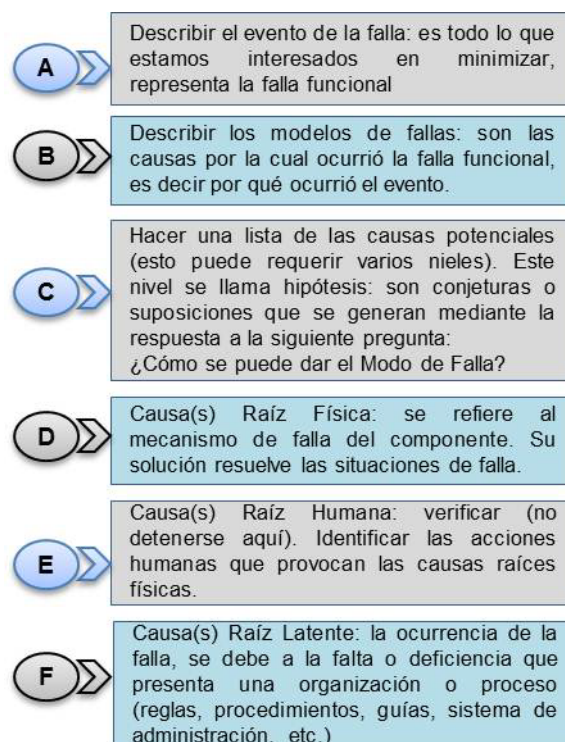 A
Describir el evento de la falla: es todo lo que
estamos interesados en minimizar,
representa la falla funcional
B
Describir los modelos de fallas: son las
causas por la cual ocurrió la falla funcional,
es decir por qué ocurrió el evento.
C
Hacer una lista de las causas potenciales
(esto puede requerir varios nieles). Este
nivel se llama hipótesis: son conjeturas o
suposiciones que se generan mediante la
respuesta a la siguiente pregunta:
¿Cómo se puede dar el Modo de Falla?
D
Causa(s) Raíz Física: se refiere al
mecanismo de falla del componente. Su
solución resuelve las situaciones de falla.
E
Causa(s) Raíz Humana: verificar (no
detenerse aquí). Identificar las acciones
humanas que provocan las causas raíces
físicas.
F
Causa(s) Raíz Latente: la ocurrencia de la
falla, se debe a la falta o deficiencia que
presenta una organización o proceso
(reglas, procedimientos, guías, sistema de
administración, etc.)